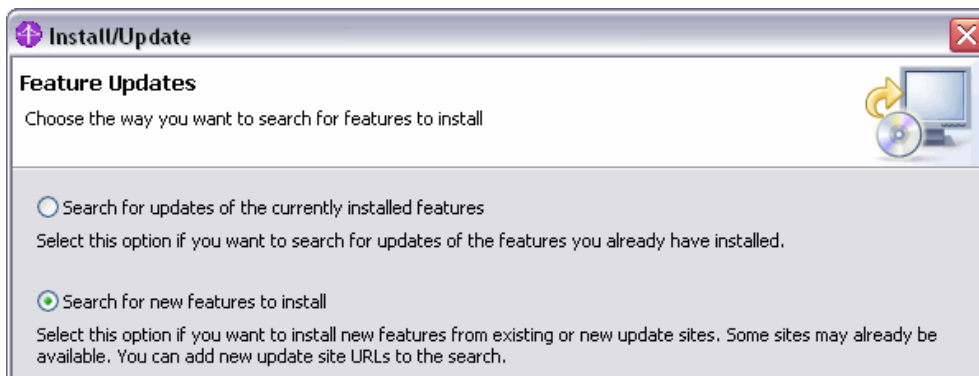 Install/Update
Feature Updates
Choose the way you want to search for features to install
Search for updates of the currently installed features
Select this option if you want to search for updates of the features you already have installed.
Search for new features to install
Select this option if you want to install new features from existing or new update sites. Some sites may already be
available. You can add new update site URLs to the search.